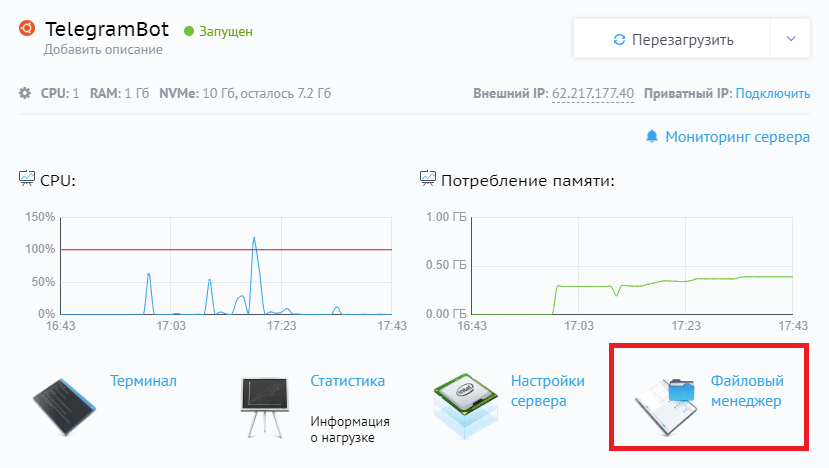 TelegramBot Запущен
Добавить описание
Перезагрузить
CPU: 1 RAM: 1 Гб NVMe: 10 Гб, осталось 7.2 Гб
Внешний IP: 62.217.177.40 Приватный IP: Подключить
Мониторинг сервера
CPU:
150%
100%
50%
0%
16:43 17:03 17:23 17:43
Потребление памяти:
1.00 ГБ
0.50 ГБ
0.00 ГБ
16:43 17:03 17:23 17:43
Терминал
Статистика
Информация
о нагрузке
intel
Настройки
сервера
Файловый
менеджер